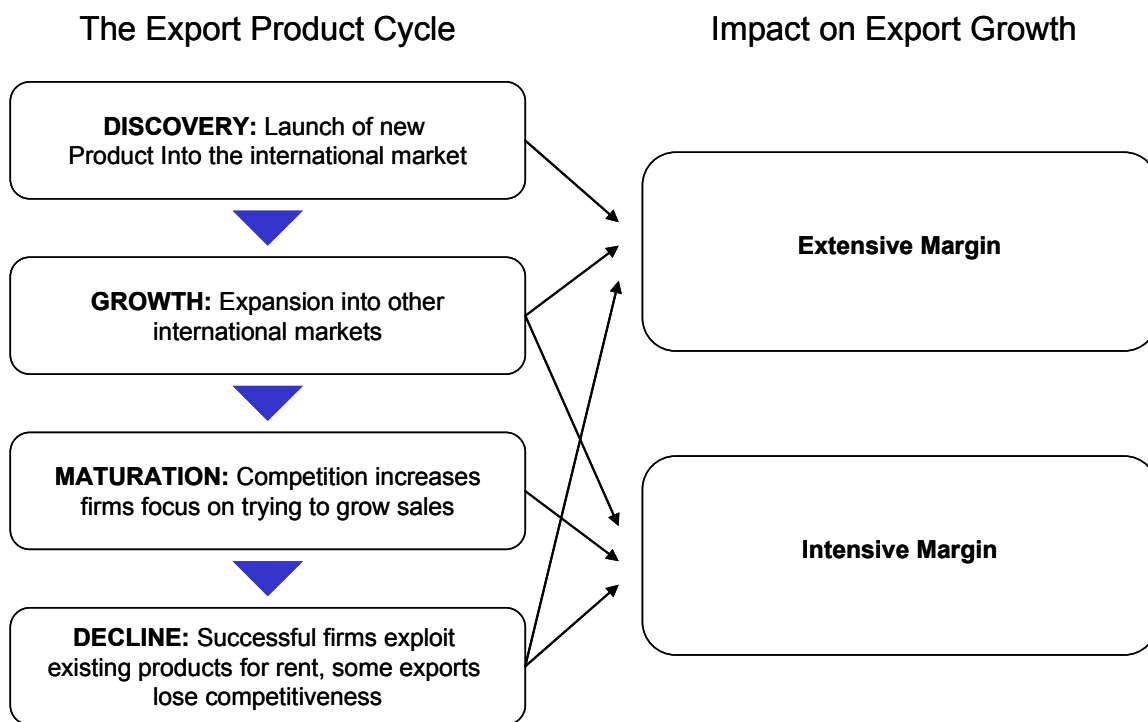 The Export Product Cycle
Impact on Export Growth
DISCOVERY: Launch of new
Product Into the international market
GROWTH: Expansion into other
international markets
MATURATION: Competition increases
firms focus on trying to grow sales
DECLINE: Successful firms exploit
existing products for rent, some exports
lose competitiveness
Extensive Margin
Intensive Margin